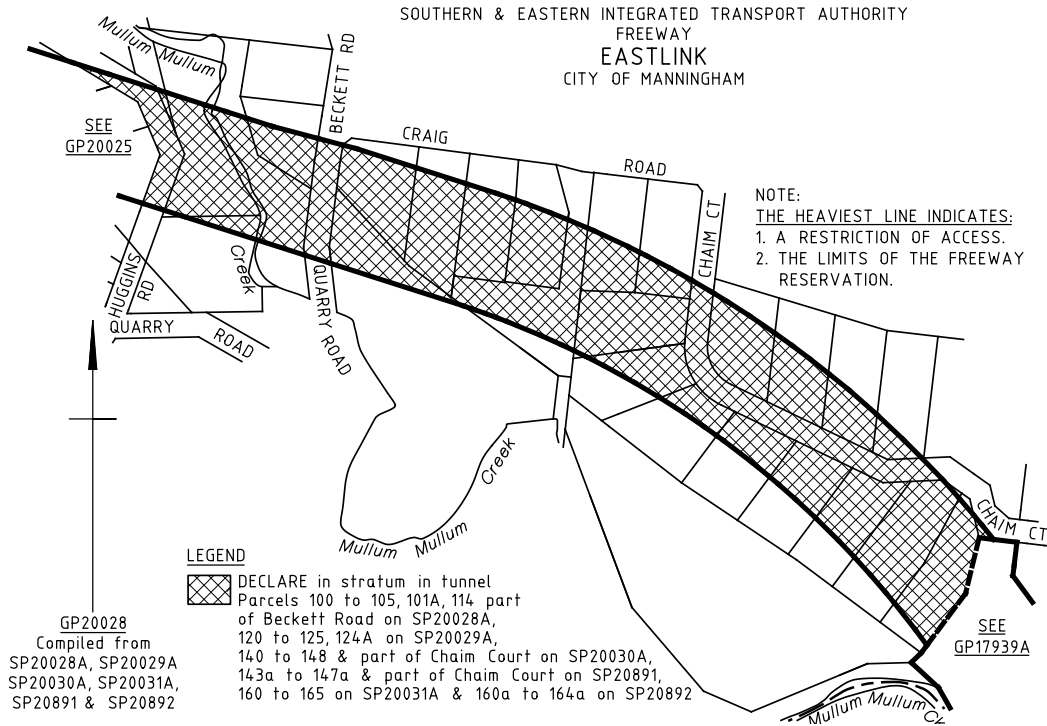 SOUTHERN & EASTERN INTEGRATED TRANSPORT AUTHORITY
FREEWAY
EASTLINK
CITY OF MANNINGHAM
Mullum Mullum
BECKETT RD
SEE
GP20025
CRAIG
ROAD
CHAIM CT
NOTE:
THE HEAVIEST LINE INDICATES:
1. A RESTRICTION OF ACCESS.
2. THE LIMITS OF THE FREEWAY
RESERVATION.
Creek
HUGGINS
RD
QUARRY
ROAD
QUARRY ROAD
Creek
Mullum Mullum
CHAIM CT
LEGEND
DECLARE in stratum in tunnel
Parcels 100 to 105, 101A, 114 part
of Beckett Road on SP20028A,
120 to 125, 124A on SP20029A,
140 to 148 & part of Chaim Court on SP20030A,
143a to 147a & part of Chaim Court on SP20891,
160 to 165 on SP20031A & 160a to 164a on SP20892
GP20028
Compiled from
SP20028A, SP20029A
SP20030A, SP20031A,
SP20891 & SP20892
SEE
GP17939A
Mullum Mullum